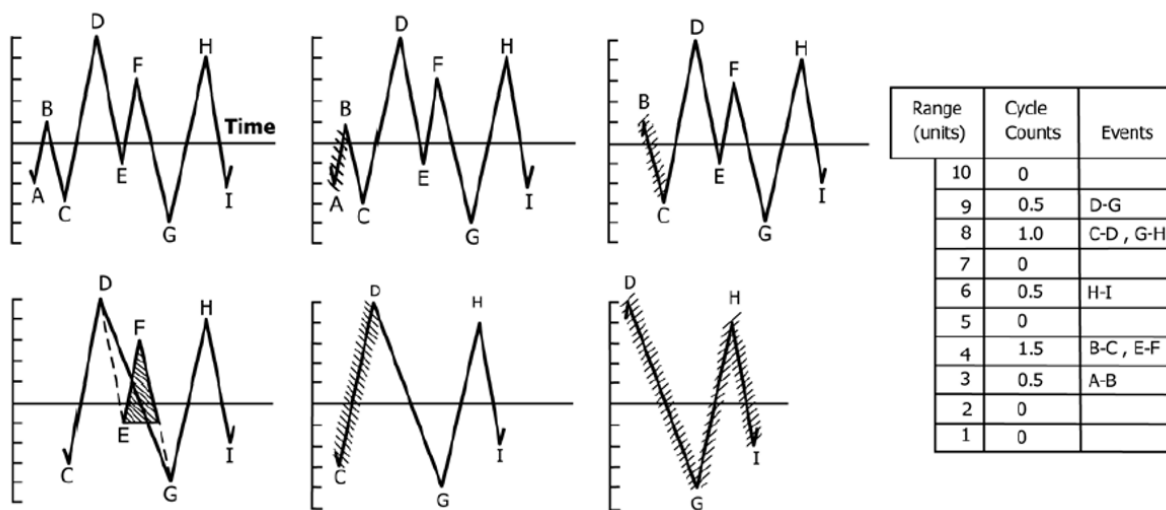 D
H
F
B
Time
E
A
C
I
G
D
H
F
B
E
A
C
I
G
D
H
F
B
E
C
I
G
D
H
F
E
C
I
G
D
H
C
I
G
D
H
I
G
Range (units) Cycle Counts Events
10 0
9 0.5 D-G
8 1.0 C-D , G-H
7 0
6 0.5 H-I
5 0
4 1.5 B-C , E-F
3 0.5 A-B
2 0
1 0